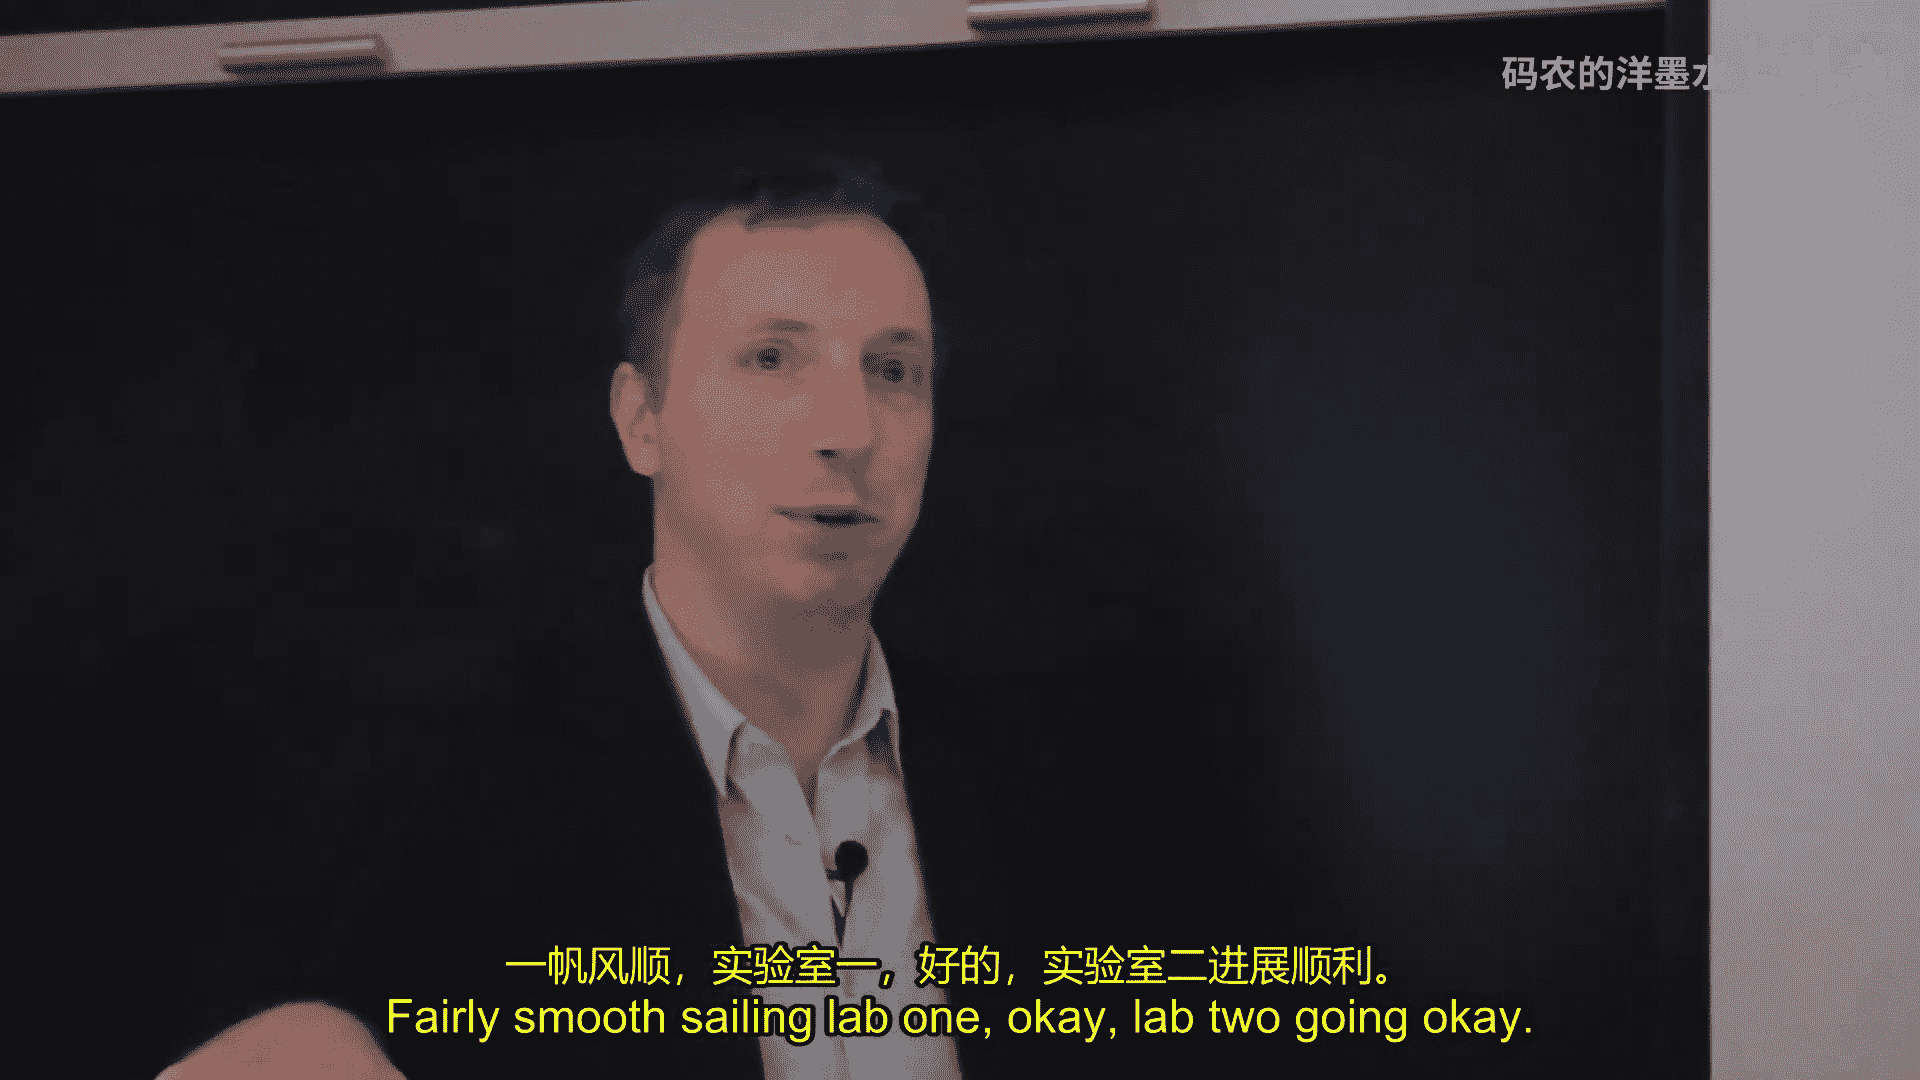 码农的洋墨水
一帆风顺，实验室一，好的，实验室二进展顺利。
Fairly smooth sailing lab one, okay, lab two going okay.